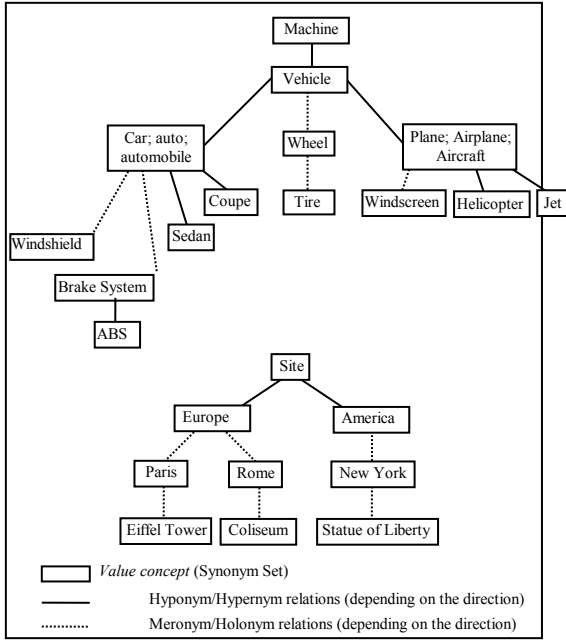 Machine
Vehicle
Car; auto;
automobile
Wheel
Plane; Airplane;
Aircraft
Coupe
Tire
Windscreen
Helicopter
Jet
Windshield
Sedan
Brake System
ABS
Site
Europe
America
Paris
Rome
New York
Eiffel Tower
Coliseum
Statue of Liberty
Value concept (Synonym Set)
Hyponym/Hypernym relations (depending on the direction)
Meronym/Holonym relations (depending on the direction)